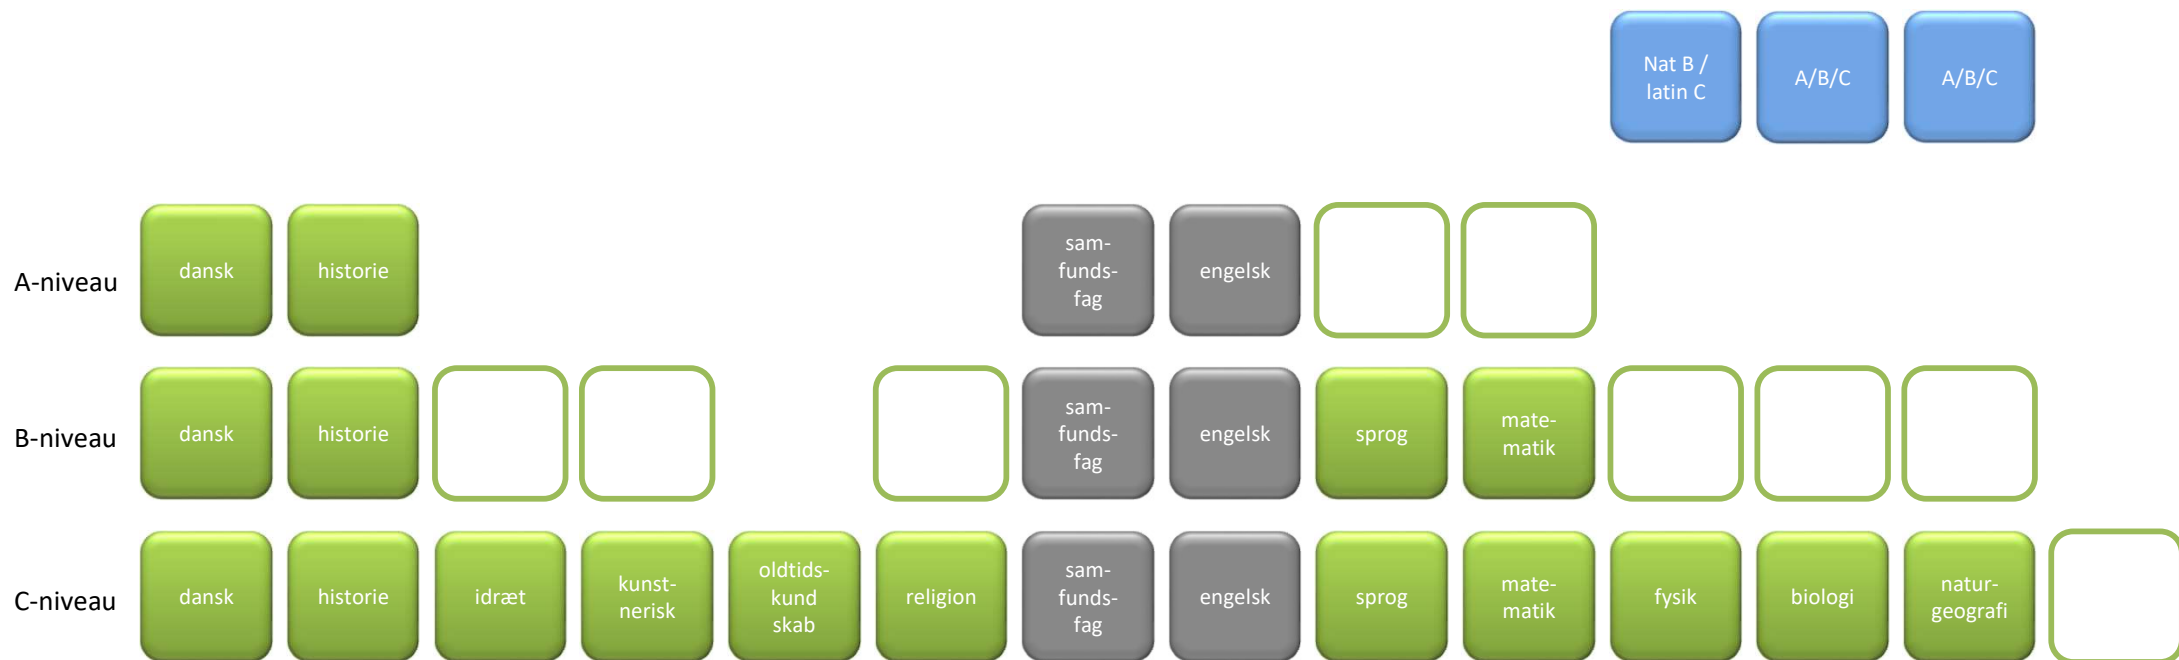 Nat B /
latin C
A/B/C
A/B/C
A-niveau
dansk
historie
sam-
funds-
fag
engelsk
B-niveau
dansk
historie
sam-
funds-
fag
engelsk
sprog
mate-
matik
C-niveau
dansk
historie
idræt
kunst-
nerisk
oldtids-
kund
skab
religion
sam-
funds-
fag
engelsk
sprog
mate-
matik
fysik
biologi
natur-
geografi